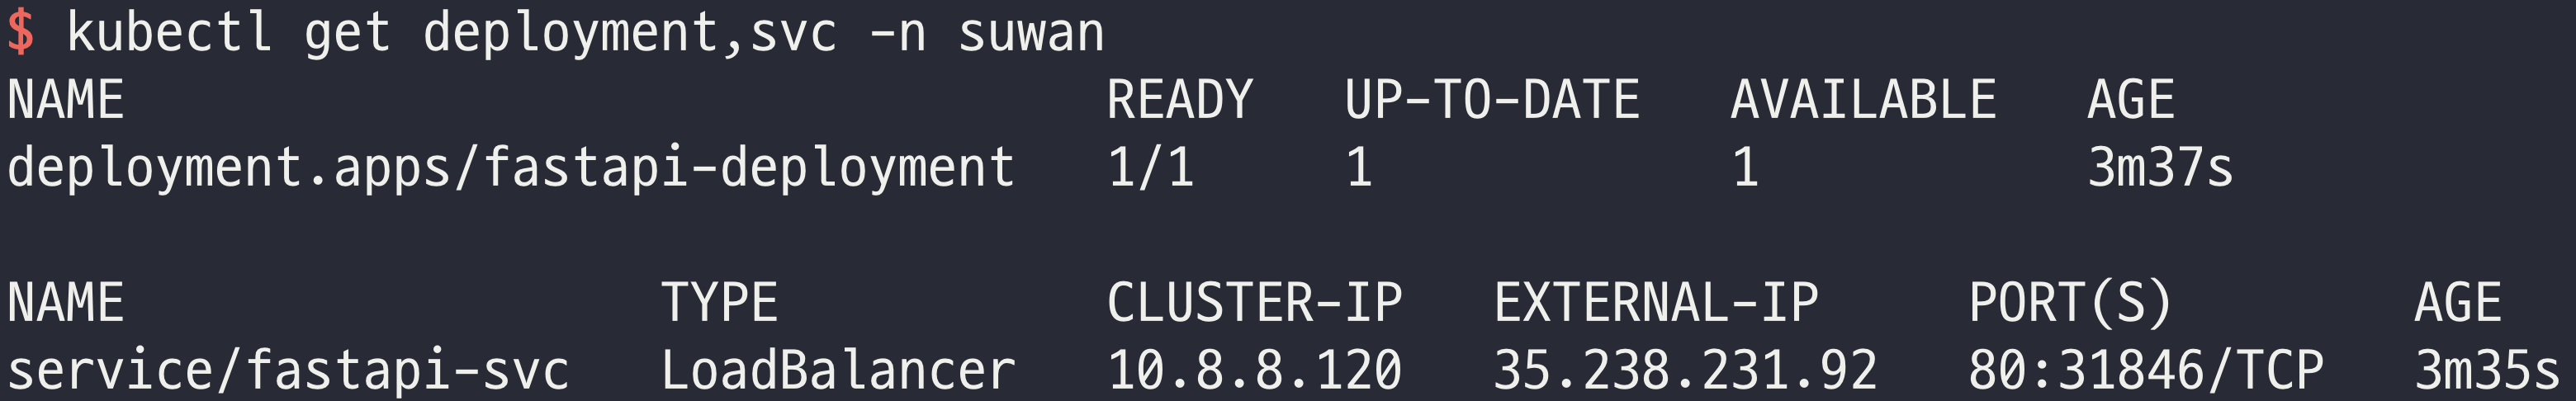 $ kubectl get deployment,svc -n suwan
NAME                                 READY   UP-TO-DATE   AVAILABLE   AGE
deployment.apps/fastapi-deployment   1/1     1            1           3m37s

NAME                  TYPE           CLUSTER-IP   EXTERNAL-IP     PORT(S)        AGE
service/fastapi-svc   LoadBalancer   10.8.8.120   35.238.231.92   80:31846/TCP   3m35s